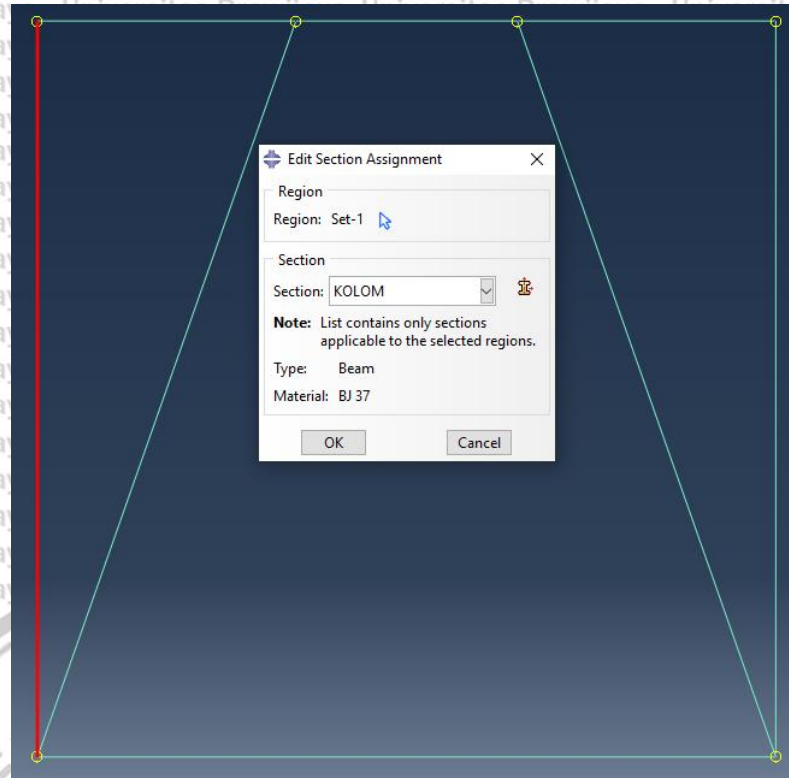 Edit Section Assignment
Region
Region: Set-1
Section
Section: KOLOM
Note: List contains only sections
applicable to the selected regions.
Type: Beam
Material: BJ 37
OK Cancel